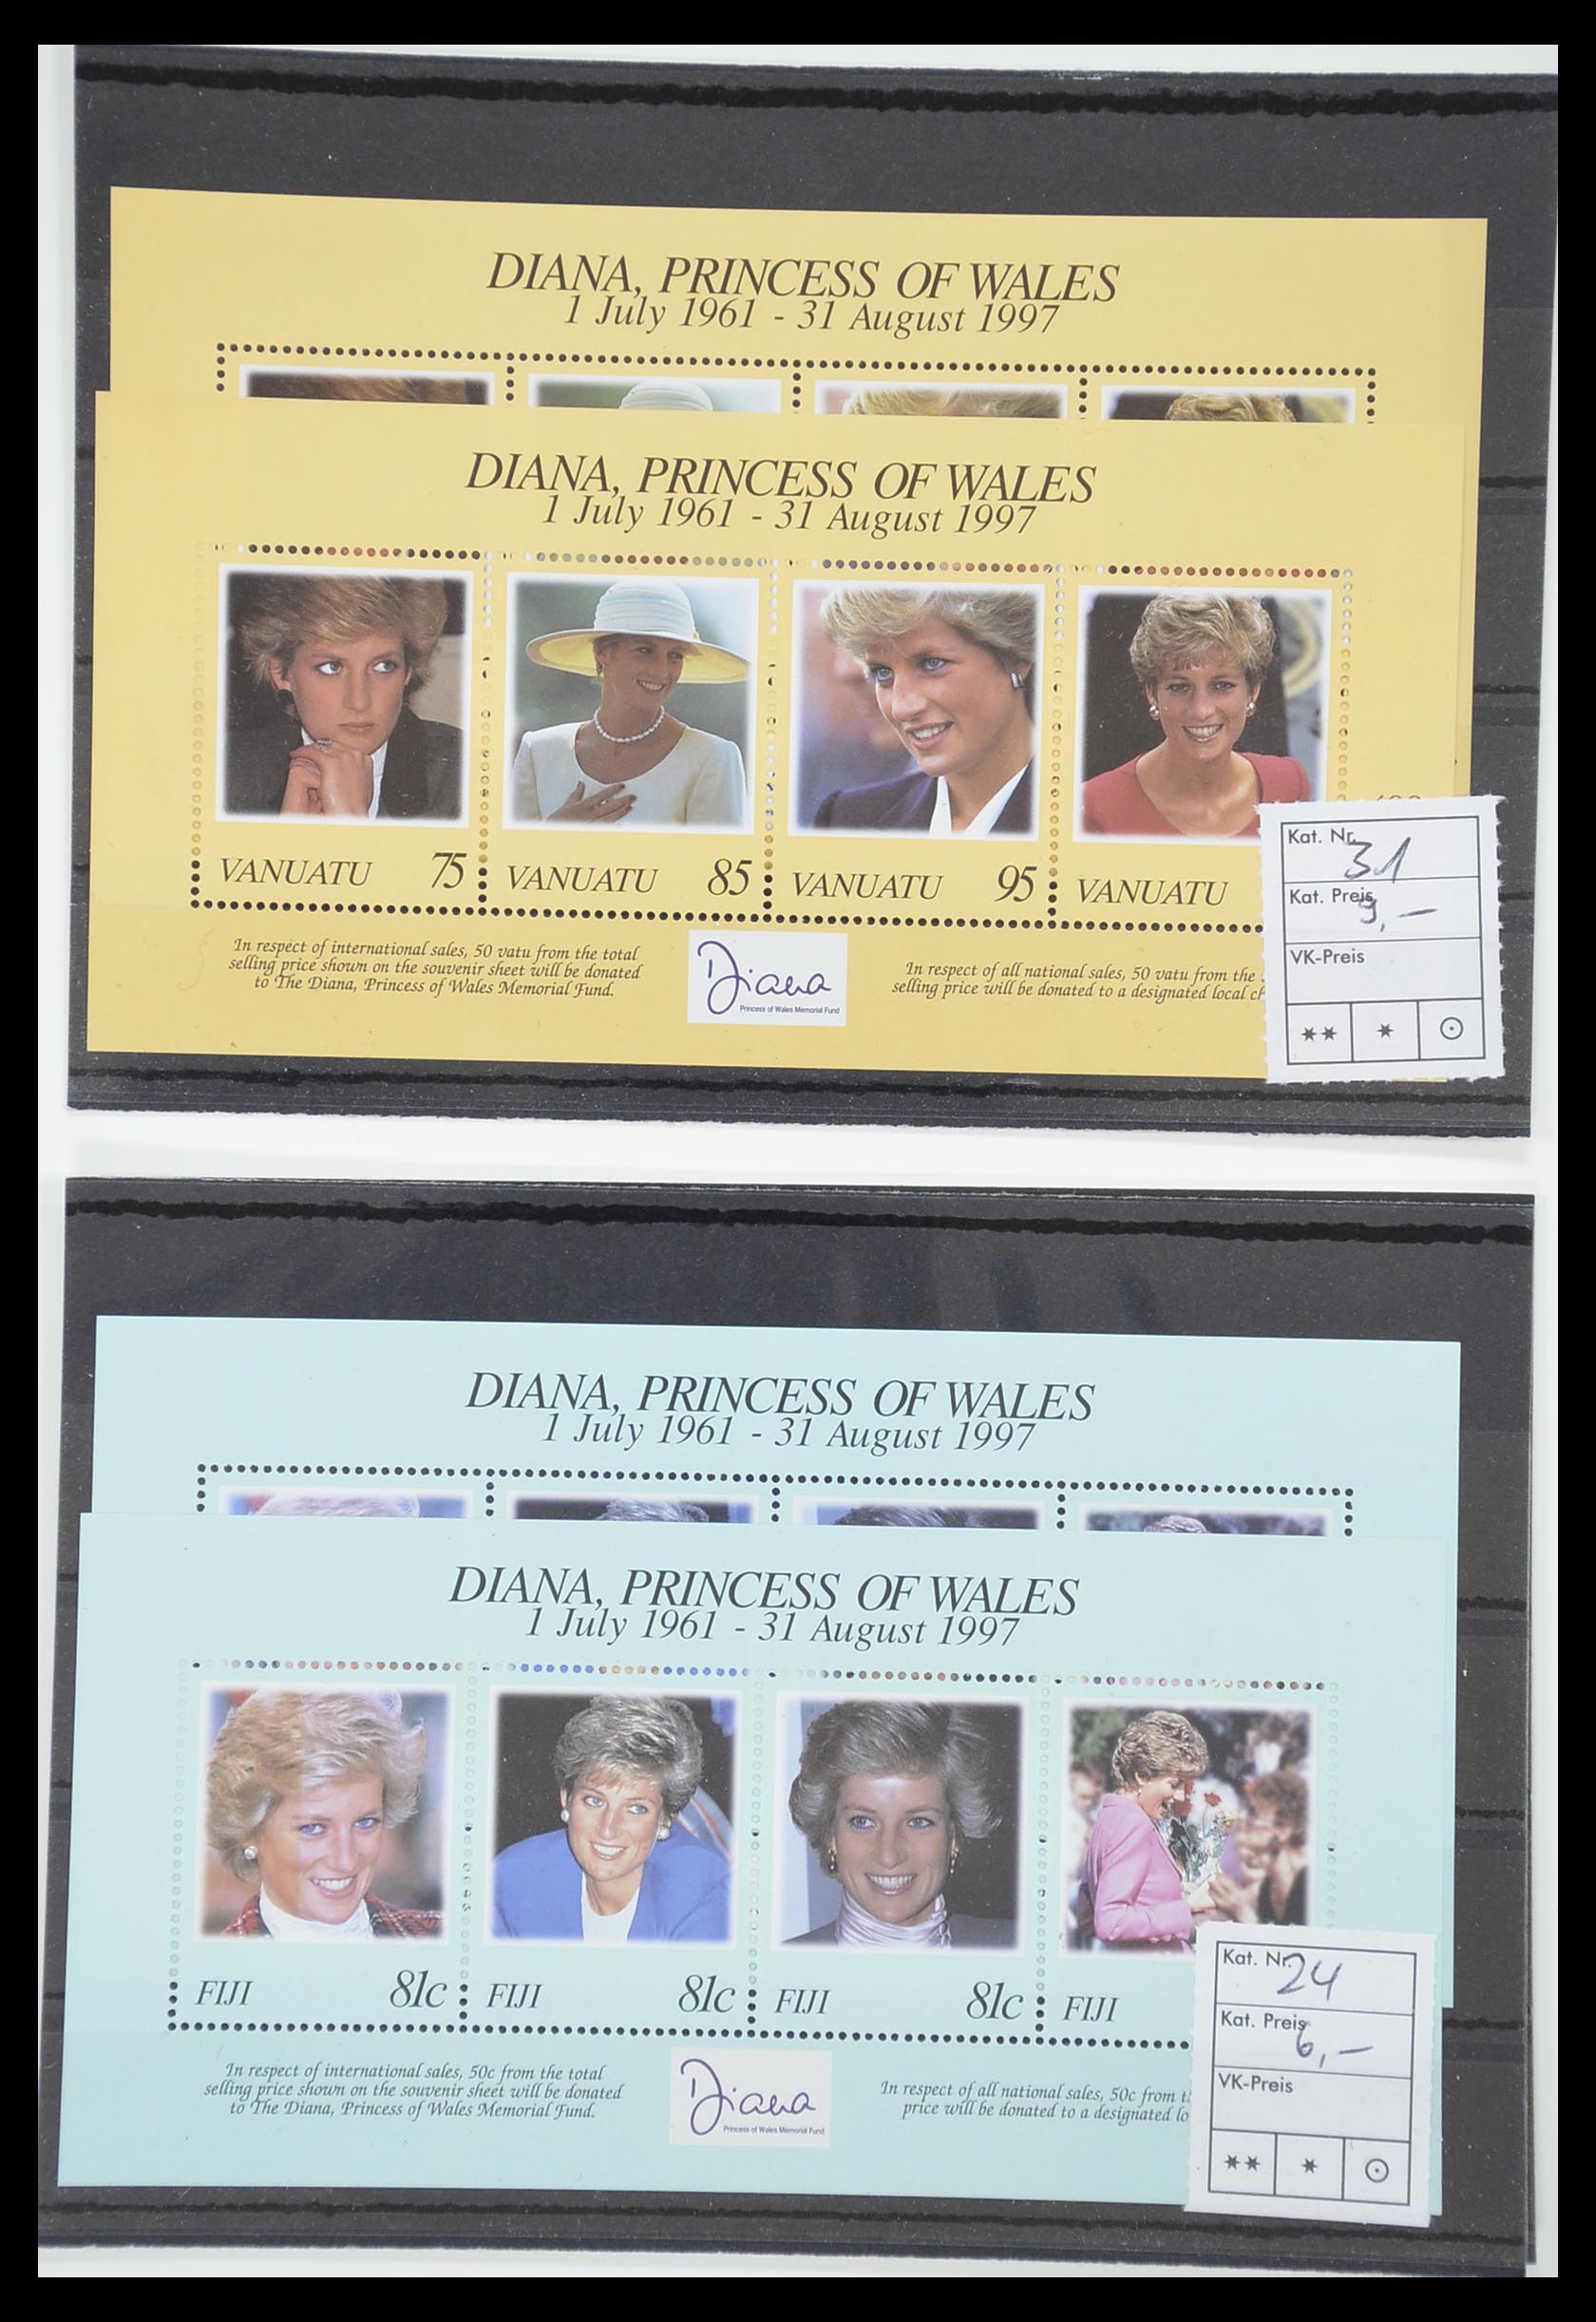 DIANA, PRINCESS OF WALES
1 July 1961 - 31 August 1997
DIANA, PRINCESS OF WALES
1 July 1961 - 31 August 1997
VANUATU 75
VANUATU 85
VANUATU 95
VANUATU
In respect of international sales, 50 vatu from the total
selling price shown on the souvenir sheet will be donated
to The Diana, Princess of Wales Memorial Fund.
Diana
Princess of Wales Memorial Fund
In respect of all national sales, 50 vatu from the
selling price will be donated to a designated local
Kat. Nr.
31
Kat. Preis
9,—
VK-Preis
DIANA, PRINCESS OF WALES
1 July 1961 - 31 August 1997
DIANA, PRINCESS OF WALES
1 July 1961 - 31 August 1997
FIJI 81c
FIJI 81c
FIJI 81c
FIJI
In respect of international sales, 50c from the total
selling price shown on the souvenir sheet will be donated
to The Diana, Princess of Wales Memorial Fund.
Diana
Princess of Wales Memorial Fund
In respect of all national sales, 50c from
price will be donated to a designated
Kat. Nr.
24
Kat. Preis
6,—
VK-Preis